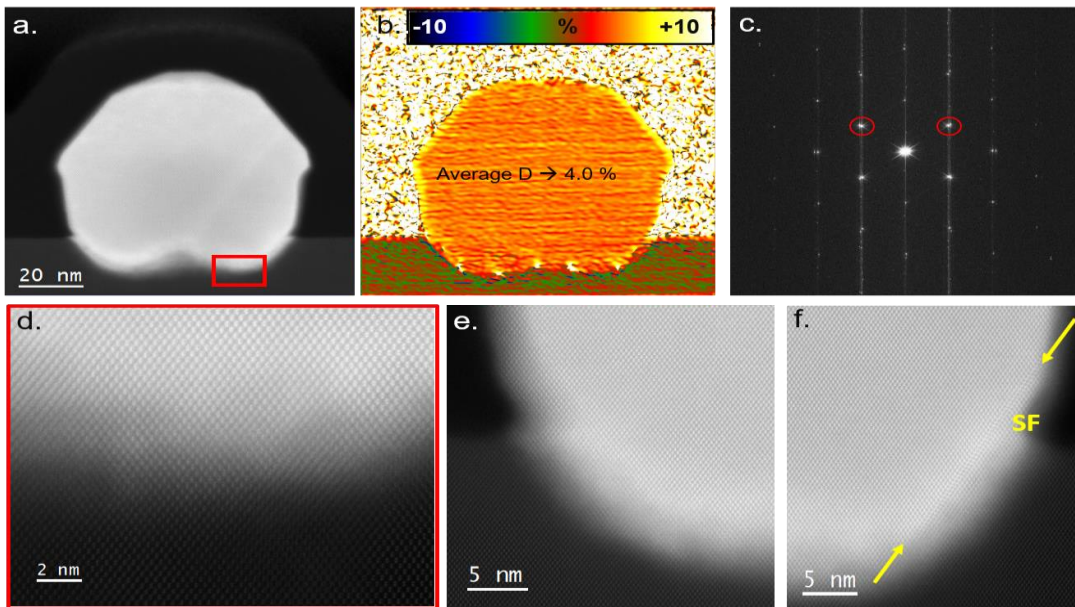 a.
20 nm
b.
-10 % +10
Average D → 4.0 %
c.
d.
2 nm
e.
5 nm
f.
SF
5 nm